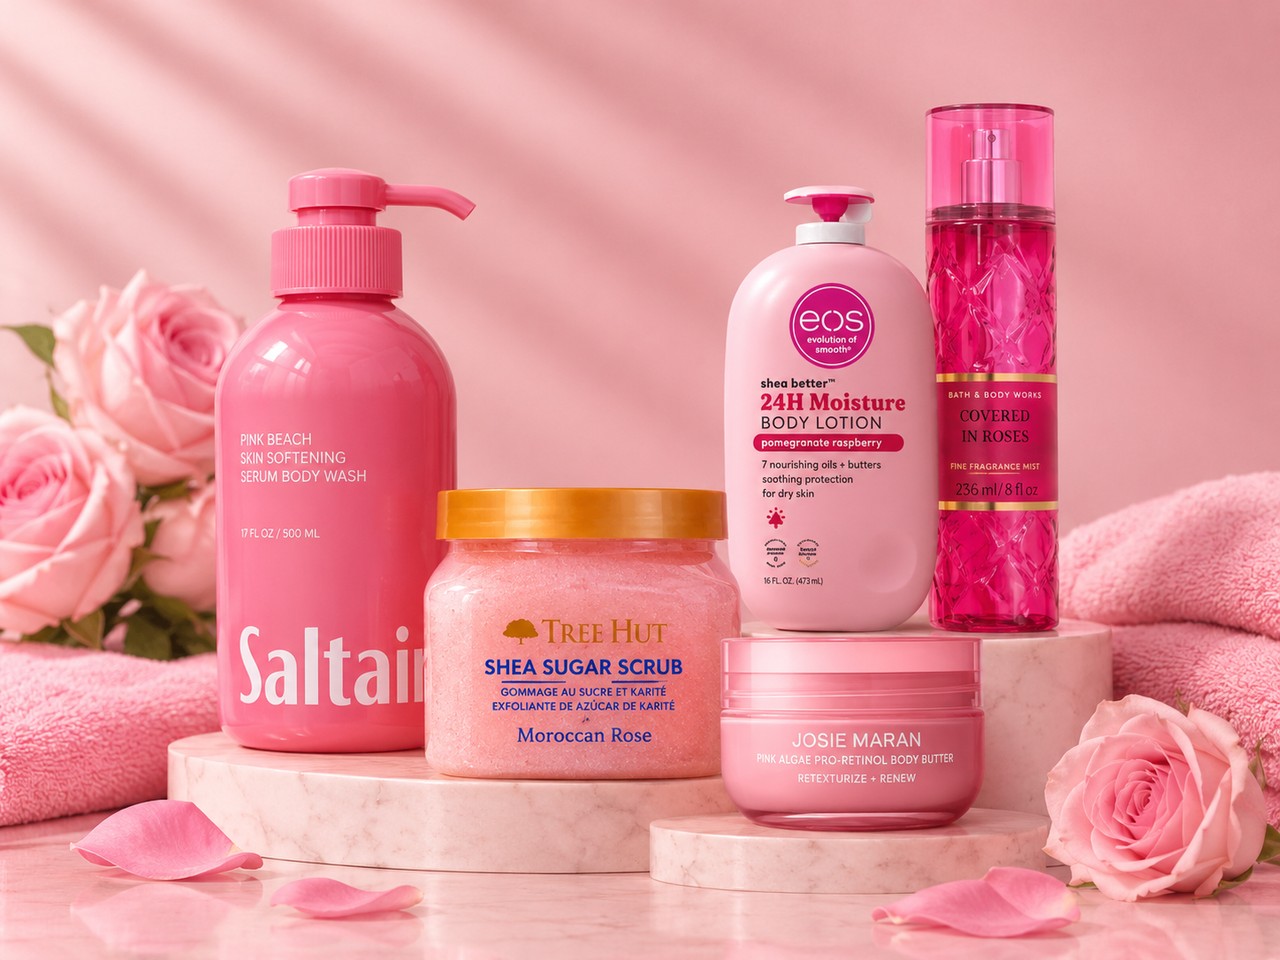 PINK BEACH
SKIN SOFTENING
SERUM BODY WASH
17 FL OZ / 500 ML
Saltair
TREE HUT
SHEA SUGAR SCRUB
GOMMAGE AU SUCRE ET KARITÉ
EXFOLIANTE DE AZÚCAR DE KARITÉ
Moroccan Rose
eos
evolution of
smooth®
shea better™
24H Moisture
BODY LOTION
pomegranate raspberry
7 nourishing oils + butters
soothing protection
for dry skin
16 FL. OZ. (473 mL)
BATH & BODY WORKS
COVERED
IN ROSES
FINE FRAGRANCE MIST
236 ml/8 fl oz
JOSIE MARAN
PINK ALGAE PRO-RETINOL BODY BUTTER
RETEXTURIZE + RENEW